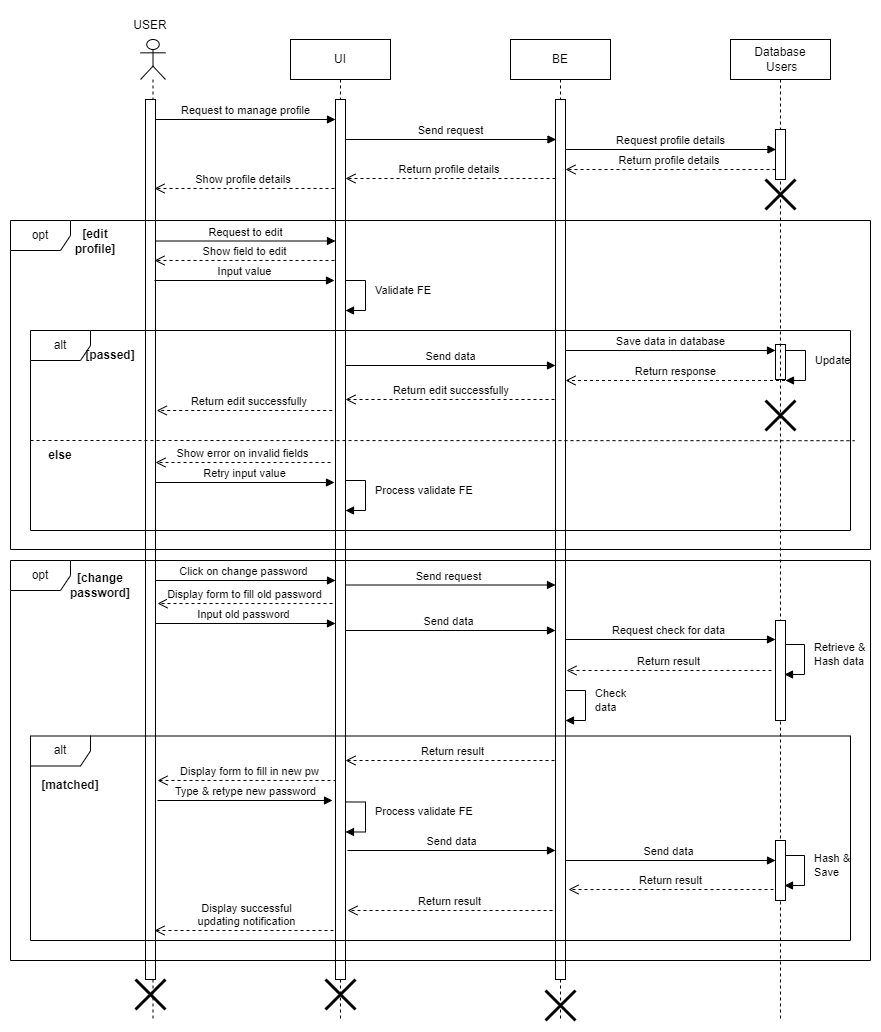 USER
UI
BE
Database
Users
Request to manage profile
Send request
Request profile details
Return profile details
Return profile details
Show profile details
opt
[edit
profile]
Request to edit
Show field to edit
Input value
Validate FE
alt
[passed]
Save data in database
Send data
Update
Return response
Return edit successfully
Return edit successfully
else
Show error on invalid fields
Retry input value
Process validate FE
opt
[change
password]
Click on change password
Send request
Display form to fill old password
Input old password
Send data
Request check for data
Retrieve &
Hash data
Return result
Check
data
alt
[matched]
Return result
Display form to fill in new pw
Type & retype new password
Process validate FE
Send data
Send data
Hash &
Save
Return result
Return result
Display successful
updating notification